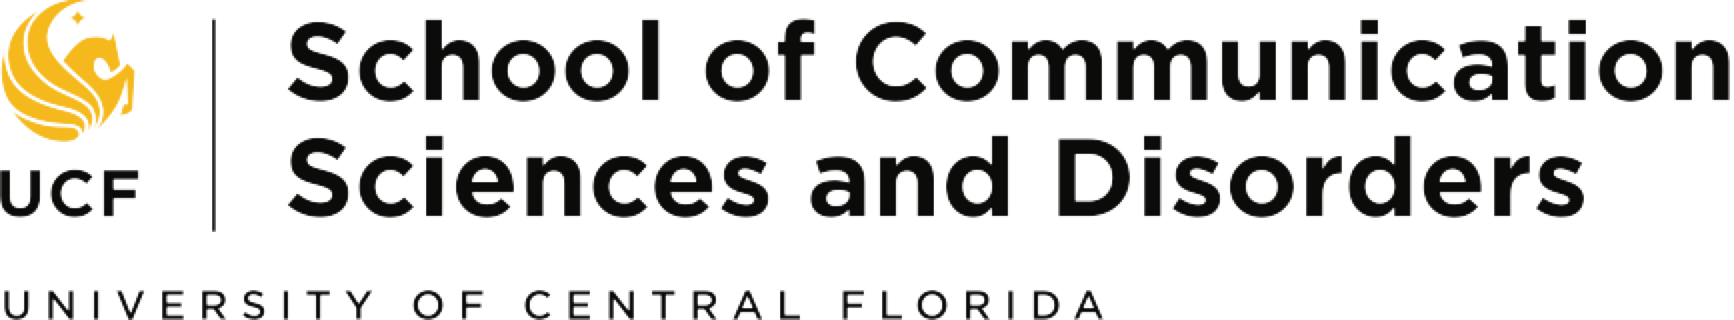 School of Communication
Sciences and Disorders
UCF
UNIVERSITY OF CENTRAL FLORIDA